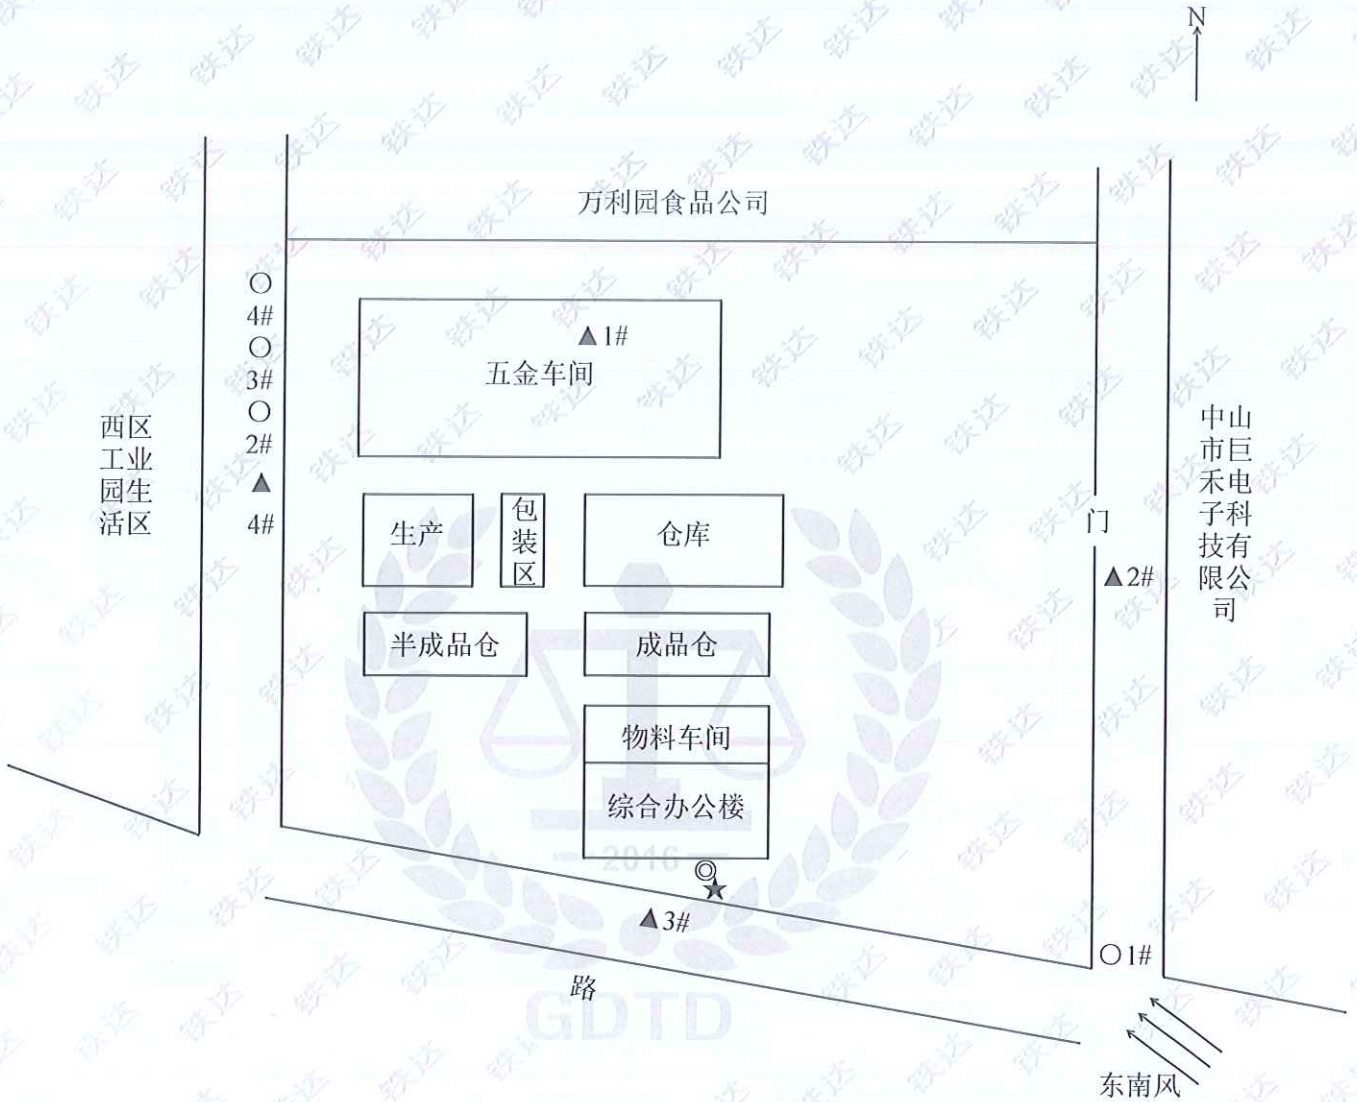 N
万利园食品公司
4#
3#
2#
4#
▲1#
五金车间
西区
工业
园生
活区
中山
市巨
禾电
子科
技有
限公
司
生产
包
装
区
仓库
门
▲2#
半成品仓
成品仓
物料车间
综合办公楼
2016
▲3#
○1#
路
GDTD
东南风
铁达